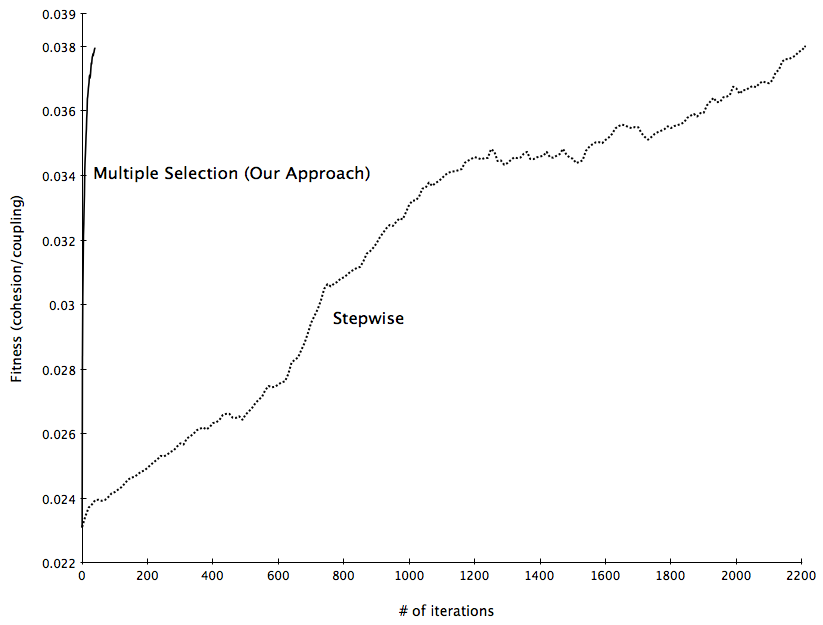 0.039
0.038
0.036
Multiple Selection (Our Approach)
0.034
0.032
0.03
Stepwise
0.028
0.026
0.024
0.022
Fitness (cohesion/coupling)
0 200 400 600 800 1000 1200 1400 1600 1800 2000 2200
# of iterations